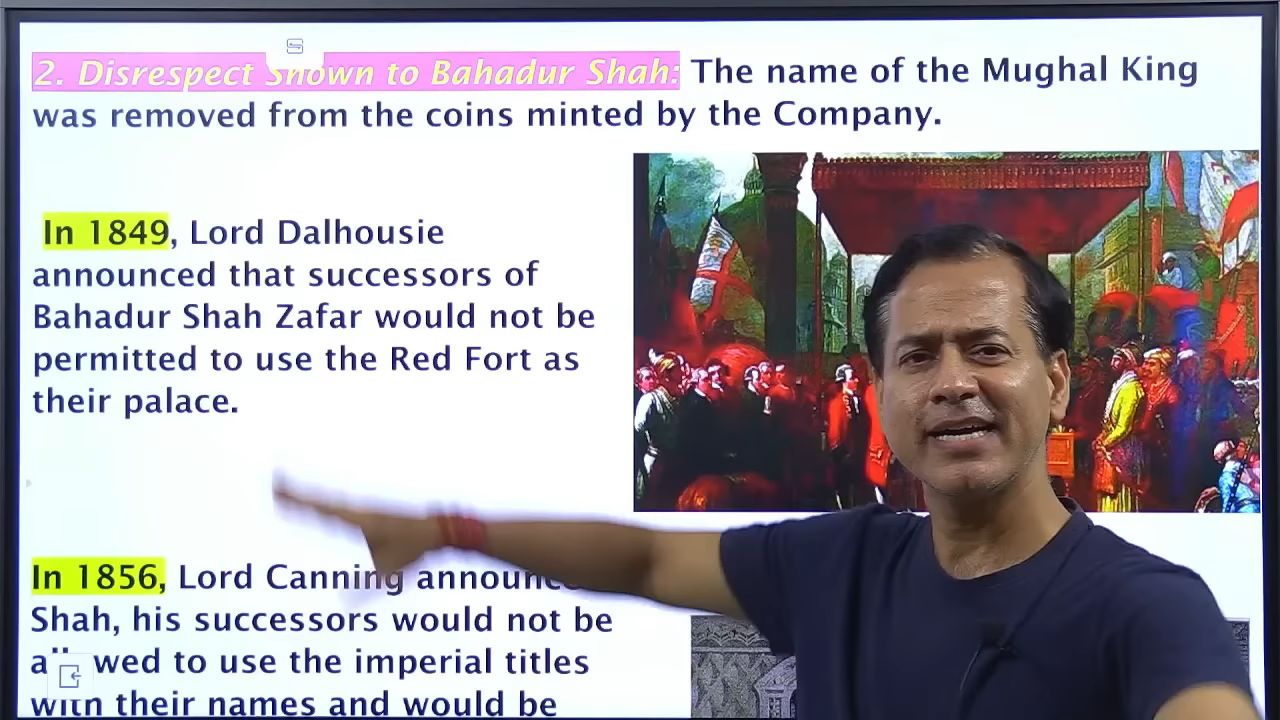 2. Disrespect Shown to Bahadur Shah: The name of the Mughal King
was removed from the coins minted by the Company.
In 1849, Lord Dalhousie
announced that successors of
Bahadur Shah Zafar would not be
permitted to use the Red Fort as
their palace.
In 1856, Lord Canning announc
Shah, his successors would not be
to use the imperial titles
with their names and would be